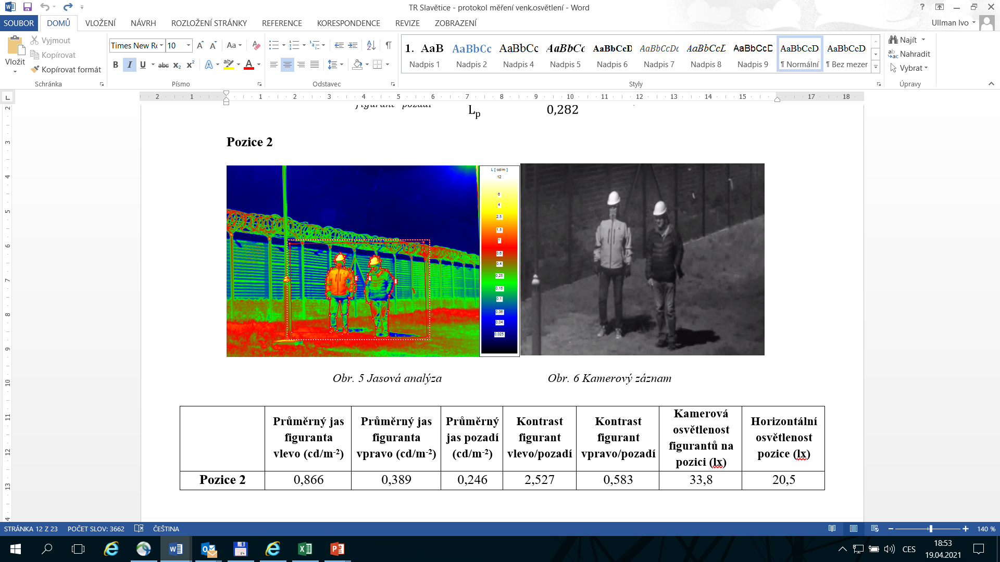 TR Slavětice - protokol měření venk.osvětlení - Word
?
SOUBOR DOMŮ VLOŽENÍ NÁVRH ROZLOŽENÍ STRÁNKY REFERENCE KORESPONDENCE REVIZE ZOBRAZENÍ Ullman Ivo
Vložit
Vyjmout
Kopírovat
Kopírovat formát
Schránka
Times New Rc 10
Aa
B I U abc x₂ x² A A
Písmo
Odstavec
1. AaB AaBbCc AaBbCc AaBbCc AaBbCcD AaBbCcDc AaBbCcD AaBbCcD AaBbCcD AaBbCcD
Nadpis 1 Nadpis 2 Nadpis 4 Nadpis 5 Nadpis 6 Nadpis 7 Nadpis 8 Nadpis 9 ¶ Normální ¶ Bez mezer
Styly
Najít
Nahradit
Vybrat
Úpravy
2 1 1 2 3 4 5 6 7 8 9 10 11 12 13 14 15 17 18
2 3 4 5 6 7 8 9 10 11 12 13 14
figurant pozadí Lp 0,282
Pozice 2
L [ cd/m ]
12
6
4
2,5
1,5
1
0,6
0,4
0,25
0,15
0,1
0,06
0,04
0,025
Obr. 5 Jasová analýza Obr. 6 Kamerový záznam
Průměrný jas figuranta vlevo (cd/m-2)
Průměrný jas figuranta vpravo (cd/m-2)
Průměrný jas pozadí (cd/m-2)
Kontrast figurant vlevo/pozadí
Kontrast figurant vpravo/pozadí
Kamerová osvětlenost figurantů na pozici (lx)
Horizontální osvětlenost pozice (lx)
Pozice 2 0,866 0,389 0,246 2,527 0,583 33,8 20,5
STRÁNKA 12 Z 23 POČET SLOV: 3662 ČEŠTINA 140 %
CES
18:53
19.04.2021